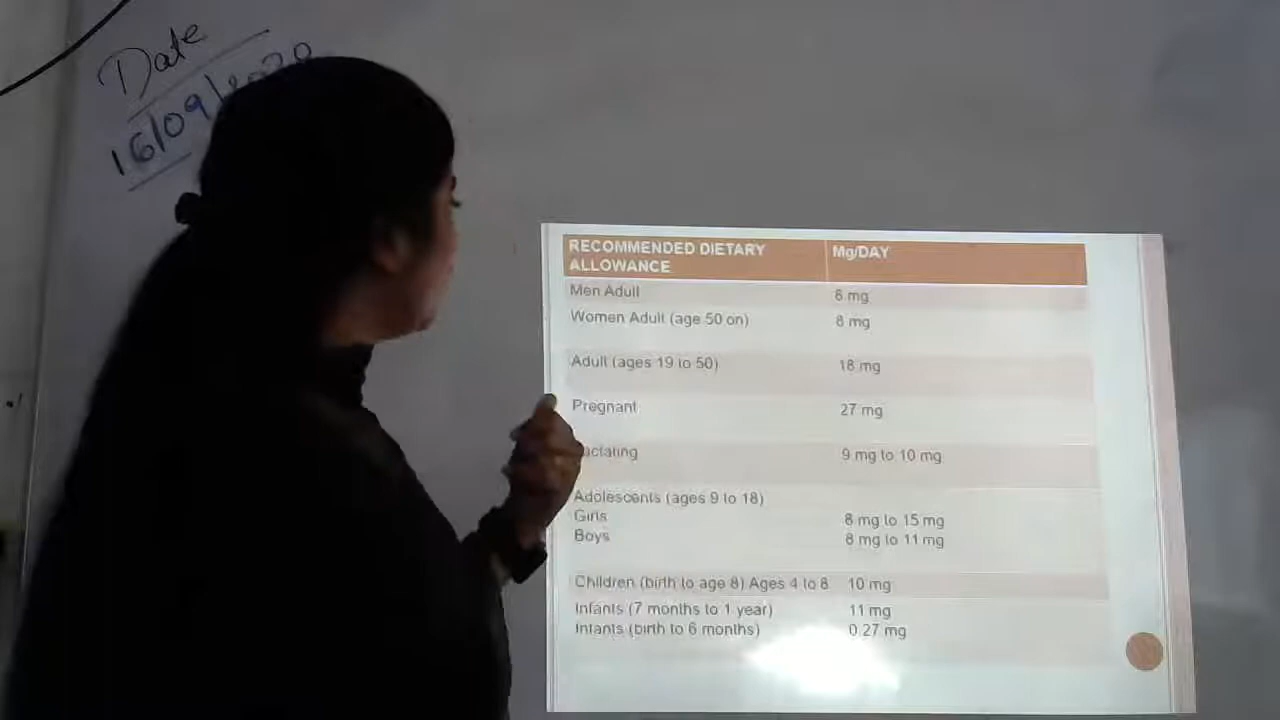 Date
16/09/2020
RECOMMENDED DIETARY ALLOWANCE Mg/DAY
Men Adull 8 mg
Women Adult (age 50 on) 8 mg
Adult (ages 19 to 50) 18 mg
Pregnant 27 mg
Lactating 9 mg to 10 mg
Adolescents (ages 9 to 18)
Girls 8 mg to 15 mg
Boys 8 mg to 11 mg
Children (birth to age 8) Ages 4 to 8 10 mg
Infants (7 months to 1 year) 11 mg
Infants (birth to 6 months) 0.27 mg